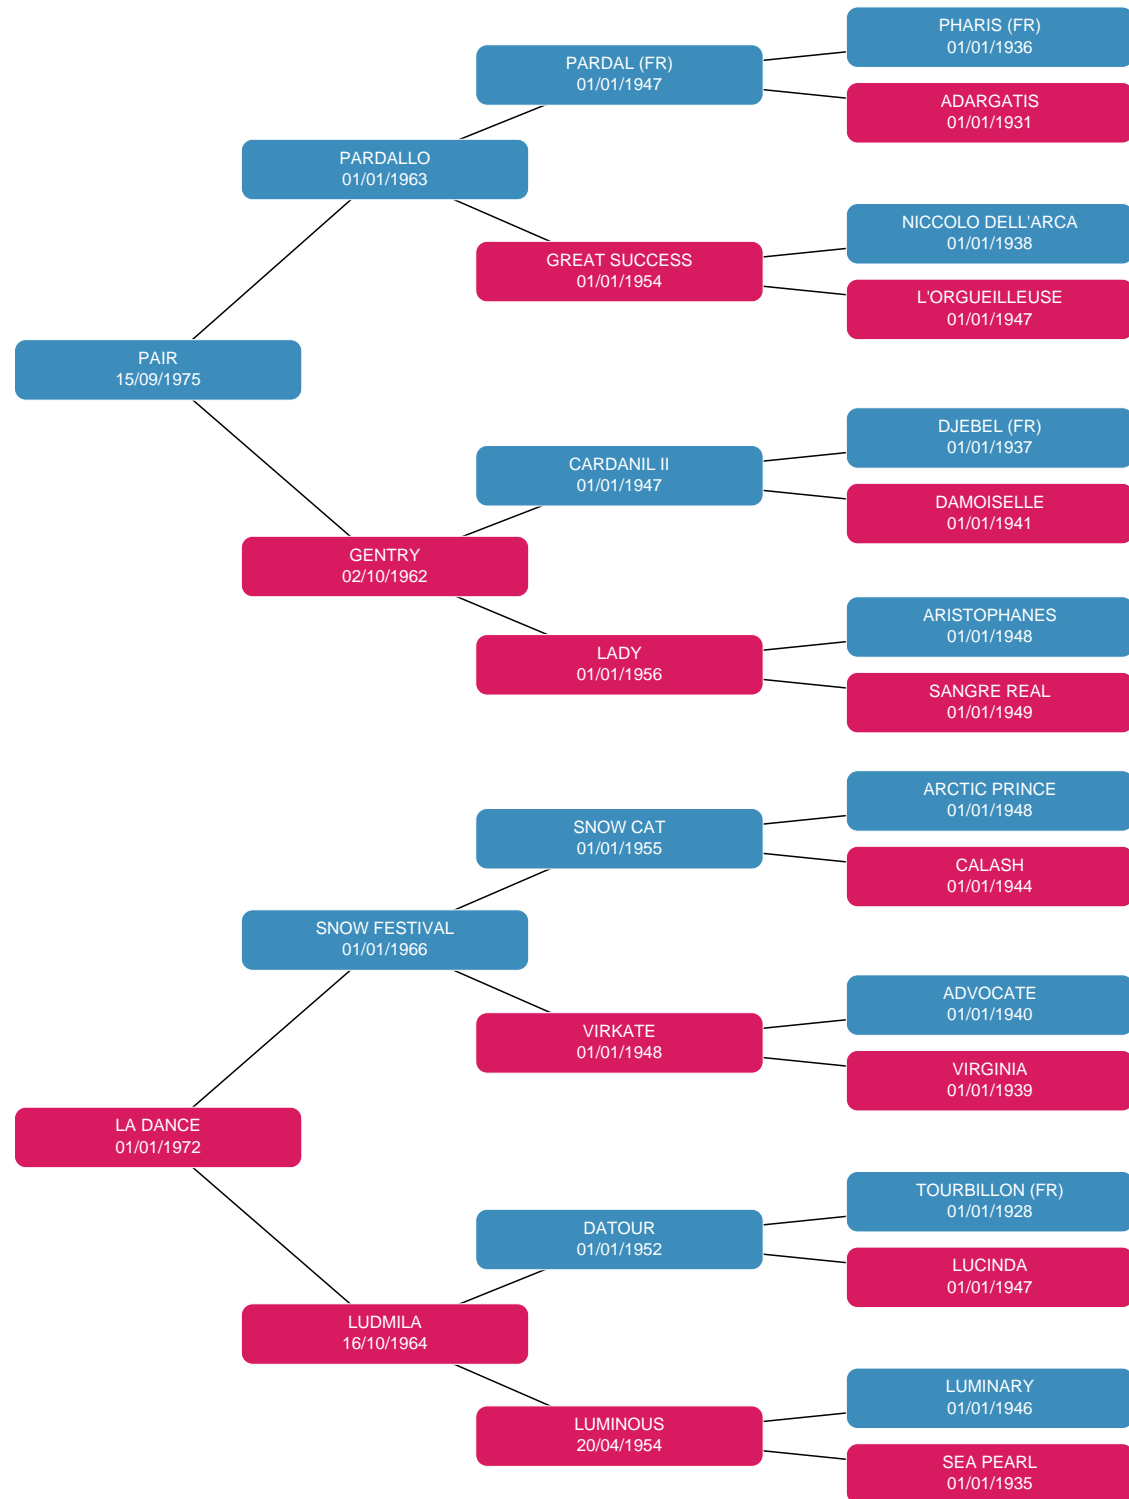 PHARIS (FR)
01/01/1936
PARDAL (FR)
01/01/1947
ADARGATIS
01/01/1931
PARDALLO
01/01/1963
NICCOLO DELL'ARCA
01/01/1938
GREAT SUCCESS
01/01/1954
L'ORGUEILLEUSE
01/01/1947
PAIR
15/09/1975
DJEBEL (FR)
01/01/1937
CARDANIL II
01/01/1947
DAMOISELLE
01/01/1941
GENTRY
02/10/1962
ARISTOPHANES
01/01/1948
LADY
01/01/1956
SANGRE REAL
01/01/1949
ARCTIC PRINCE
01/01/1948
SNOW CAT
01/01/1955
CALASH
01/01/1944
SNOW FESTIVAL
01/01/1966
ADVOCATE
01/01/1940
VIRKATE
01/01/1948
VIRGINIA
01/01/1939
LA DANCE
01/01/1972
TOURBILLON (FR)
01/01/1928
DATOUR
01/01/1952
LUCINDA
01/01/1947
LUDMILA
16/10/1964
LUMINARY
01/01/1946
LUMINOUS
20/04/1954
SEA PEARL
01/01/1935